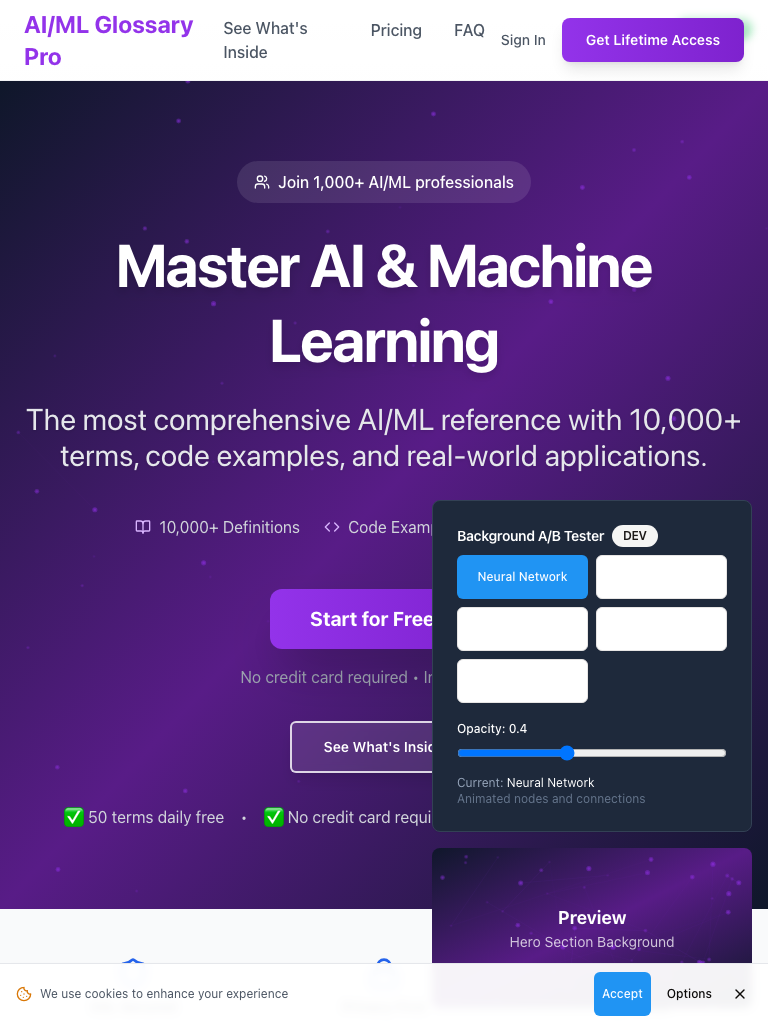 AI/ML Glossary
Pro
See What's
Inside
Pricing
FAQ
Sign In
Get Lifetime Access
Join 1,000+ AI/ML professionals
Master AI & Machine
Learning
The most comprehensive AI/ML reference with 10,000+
terms, code examples, and real-world applications.
10,000+ Definitions
Code
Start for Free
No credit card required •
See What's
✅ 50 terms daily free • ✅ No credit card
Background A/B Tester DEV
Neural Network
Opacity: 0.4
Current: Neural Network
Animated nodes and connections
Preview
Hero Section Background
We use cookies to enhance your experience
Accept
Options